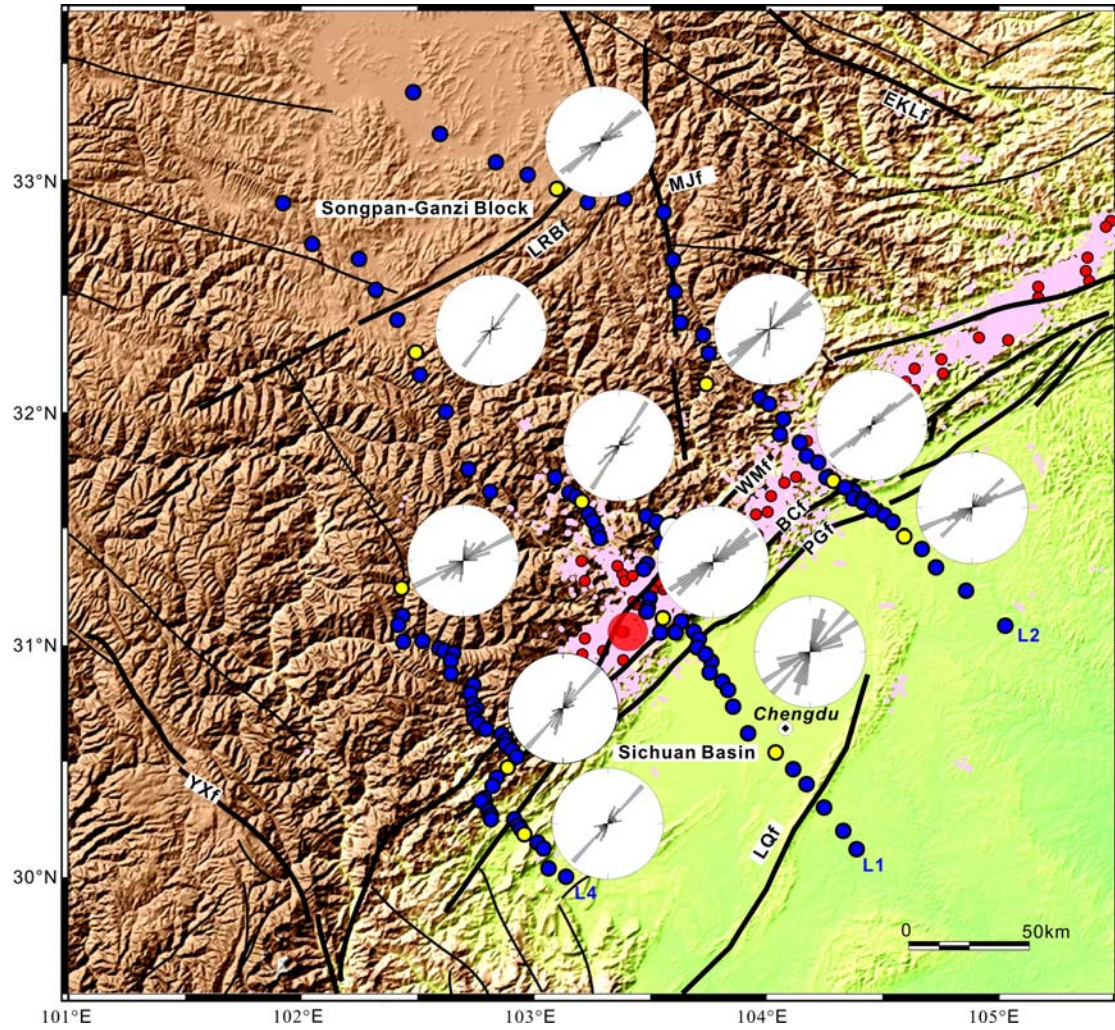 EKLf
33°N
MJf
Songpan-Ganzi Block
LRBf
32°N
WMf
BCf
PGf
31°N
L2
Chengdu
Sichuan Basin
YXf
LQf
L1
30°N
L4
0
50km
101°E
102°E
103°E
104°E
105°E